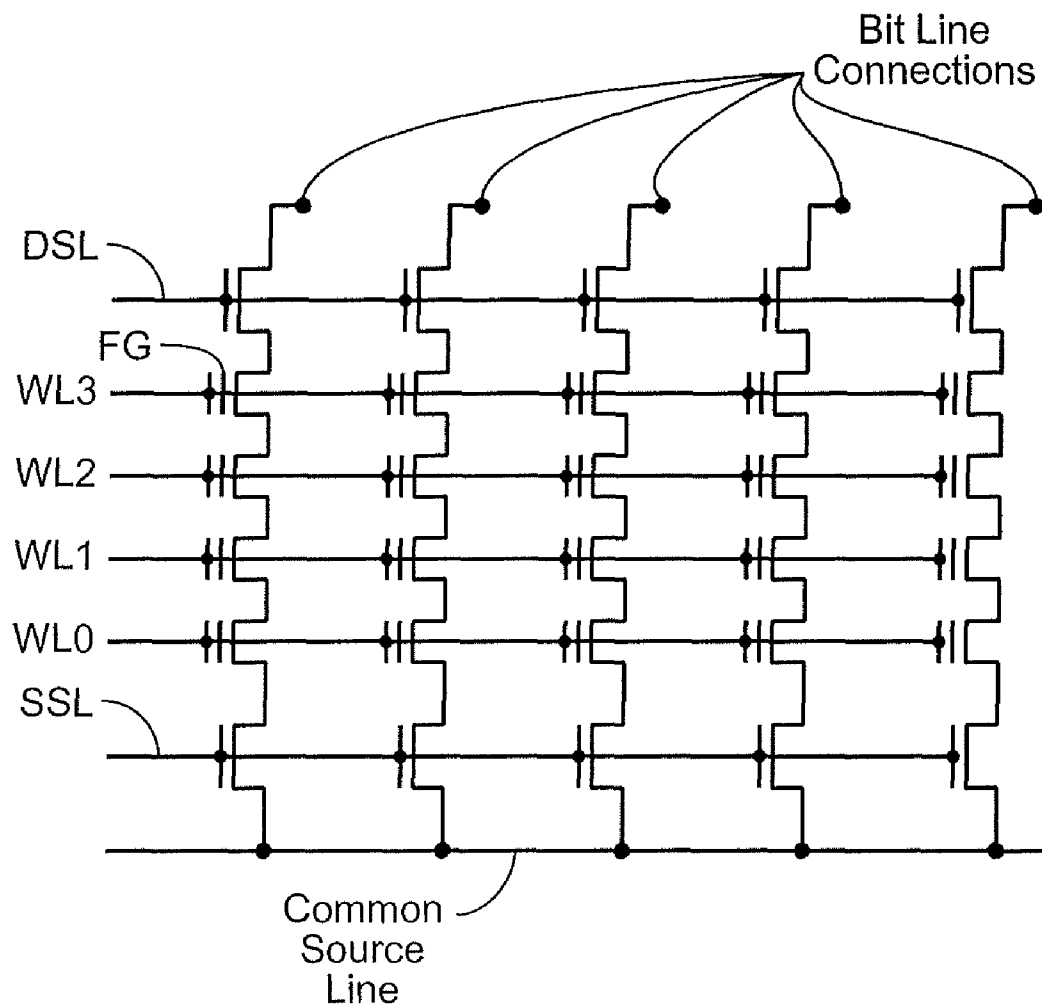 Bit Line
Connections
DSL
FG
WL3
WL2
WL1
WL0
SSL
Common
Source
Line